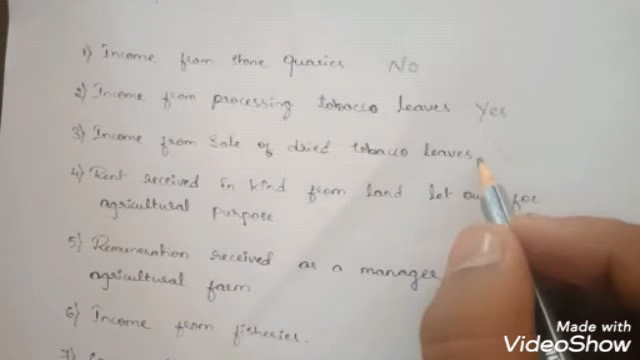 1) Income from stone quaries No
2) Income from processing tobacco leaves Yes
3) Income from Sale of dried tobacco leaves
4) Rent received in kind from land let for
agricultural purpose
5) Remuneration received as a manager
agricultural farm
6) Income from fisheries.
7)
Made with
VideoShow